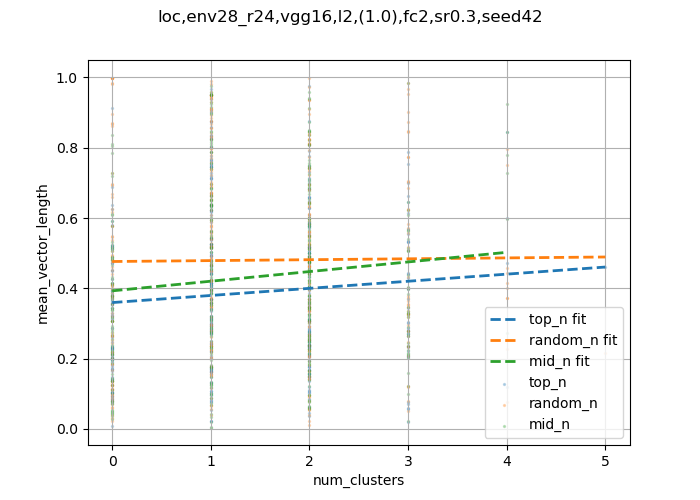 loc,env28_r24,vgg16,l2,(1.0),fc2,sr0.3,seed42
mean_vector_length
1.0
0.8
0.6
0.4
0.2
0.0
0 1 2 3 4 5
num_clusters
top_n fit
random_n fit
mid_n fit
top_n
random_n
mid_n